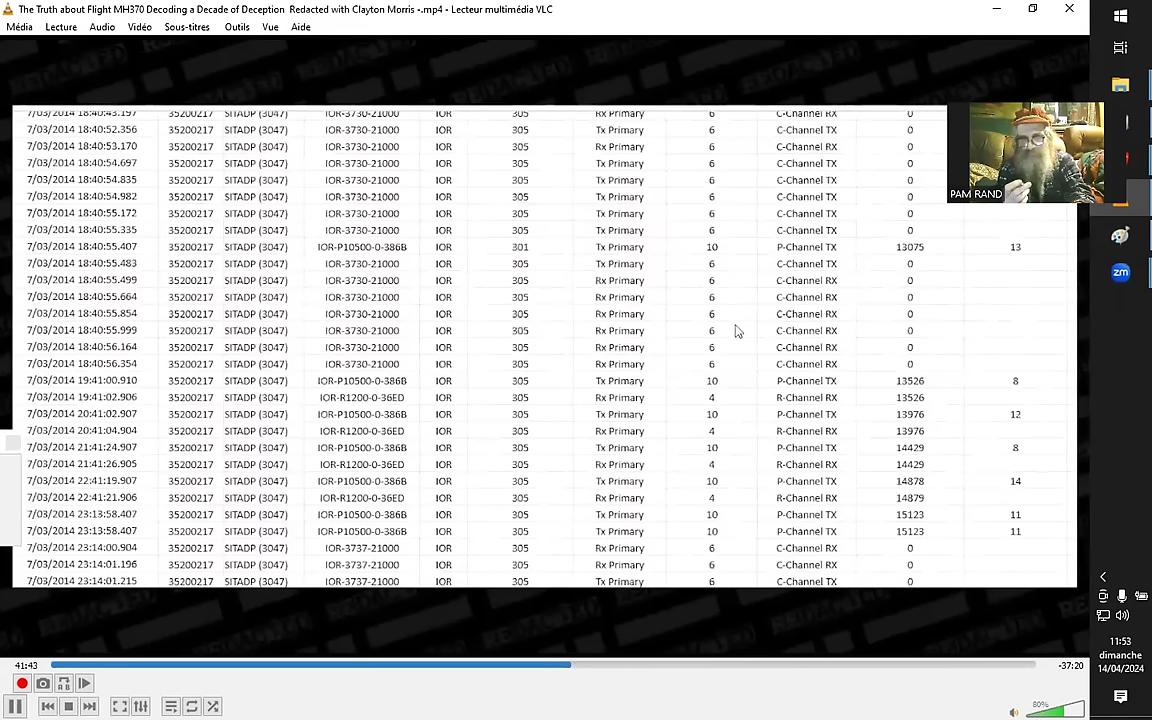 The Truth about Flight MH370 Decoding a Decade of Deception Redacted with Clayton Morris -.mp4 - Lecteur multimédia VLC
Média Lecture Audio Vidéo Sous-titres Outils Vue Aide
7/03/2014 18:40:43.197 35200217 SITADP (3047) IOR-3730-21000 IOR 305 Rx Primary 6 C-Channel RX 0
7/03/2014 18:40:52.356 35200217 SITADP (3047) IOR-3730-21000 IOR 305 Tx Primary 6 C-Channel TX 0
7/03/2014 18:40:53.170 35200217 SITADP (3047) IOR-3730-21000 IOR 305 Rx Primary 6 C-Channel RX 0
7/03/2014 18:40:54.697 35200217 SITADP (3047) IOR-3730-21000 IOR 305 Tx Primary 6 C-Channel TX 0
7/03/2014 18:40:54.835 35200217 SITADP (3047) IOR-3730-21000 IOR 305 Tx Primary 6 C-Channel TX 0
7/03/2014 18:40:54.982 35200217 SITADP (3047) IOR-3730-21000 IOR 305 Tx Primary 6 C-Channel TX 0
7/03/2014 18:40:55.172 35200217 SITADP (3047) IOR-3730-21000 IOR 305 Tx Primary 6 C-Channel TX 0
7/03/2014 18:40:55.335 35200217 SITADP (3047) IOR-3730-21000 IOR 305 Tx Primary 6 C-Channel TX 0
7/03/2014 18:40:55.407 35200217 SITADP (3047) IOR-P10500-0-386B IOR 301 Tx Primary 10 P-Channel TX 13075 13
7/03/2014 18:40:55.483 35200217 SITADP (3047) IOR-3730-21000 IOR 305 Tx Primary 6 C-Channel TX 0
7/03/2014 18:40:55.499 35200217 SITADP (3047) IOR-3730-21000 IOR 305 Rx Primary 6 C-Channel RX 0
7/03/2014 18:40:55.664 35200217 SITADP (3047) IOR-3730-21000 IOR 305 Rx Primary 6 C-Channel RX 0
7/03/2014 18:40:55.854 35200217 SITADP (3047) IOR-3730-21000 IOR 305 Rx Primary 6 C-Channel RX 0
7/03/2014 18:40:55.999 35200217 SITADP (3047) IOR-3730-21000 IOR 305 Rx Primary 6 C-Channel RX 0
7/03/2014 18:40:56.164 35200217 SITADP (3047) IOR-3730-21000 IOR 305 Rx Primary 6 C-Channel RX 0
7/03/2014 18:40:56.354 35200217 SITADP (3047) IOR-3730-21000 IOR 305 Rx Primary 6 C-Channel RX 0
7/03/2014 19:41:00.910 35200217 SITADP (3047) IOR-P10500-0-386B IOR 305 Tx Primary 10 P-Channel TX 13526 8
7/03/2014 19:41:02.906 35200217 SITADP (3047) IOR-R1200-0-36ED IOR 305 Rx Primary 4 R-Channel RX 13526
7/03/2014 20:41:02.907 35200217 SITADP (3047) IOR-P10500-0-386B IOR 305 Tx Primary 10 P-Channel TX 13976 12
7/03/2014 20:41:04.904 35200217 SITADP (3047) IOR-R1200-0-36ED IOR 305 Rx Primary 4 R-Channel RX 13976
7/03/2014 21:41:24.907 35200217 SITADP (3047) IOR-P10500-0-386B IOR 305 Tx Primary 10 P-Channel TX 14429 8
7/03/2014 21:41:26.905 35200217 SITADP (3047) IOR-R1200-0-36ED IOR 305 Rx Primary 4 R-Channel RX 14429
7/03/2014 22:41:19.907 35200217 SITADP (3047) IOR-P10500-0-386B IOR 305 Tx Primary 10 P-Channel TX 14878 14
7/03/2014 22:41:21.906 35200217 SITADP (3047) IOR-R1200-0-36ED IOR 305 Rx Primary 4 R-Channel RX 14879
7/03/2014 23:13:58.407 35200217 SITADP (3047) IOR-P10500-0-386B IOR 305 Tx Primary 10 P-Channel TX 15123 11
7/03/2014 23:13:58.407 35200217 SITADP (3047) IOR-P10500-0-386B IOR 305 Tx Primary 10 P-Channel TX 15123 11
7/03/2014 23:14:00.904 35200217 SITADP (3047) IOR-3737-21000 IOR 305 Rx Primary 6 C-Channel RX 0
7/03/2014 23:14:01.196 35200217 SITADP (3047) IOR-3737-21000 IOR 305 Rx Primary 6 C-Channel RX 0
7/03/2014 23:14:01.215 35200217 SITADP (3047) IOR-3737-21000 IOR 305 Tx Primary 6 C-Channel TX 0
PAM RAND
zm
41:43
-37:20
80%
11:53
dimanche
14/04/2024